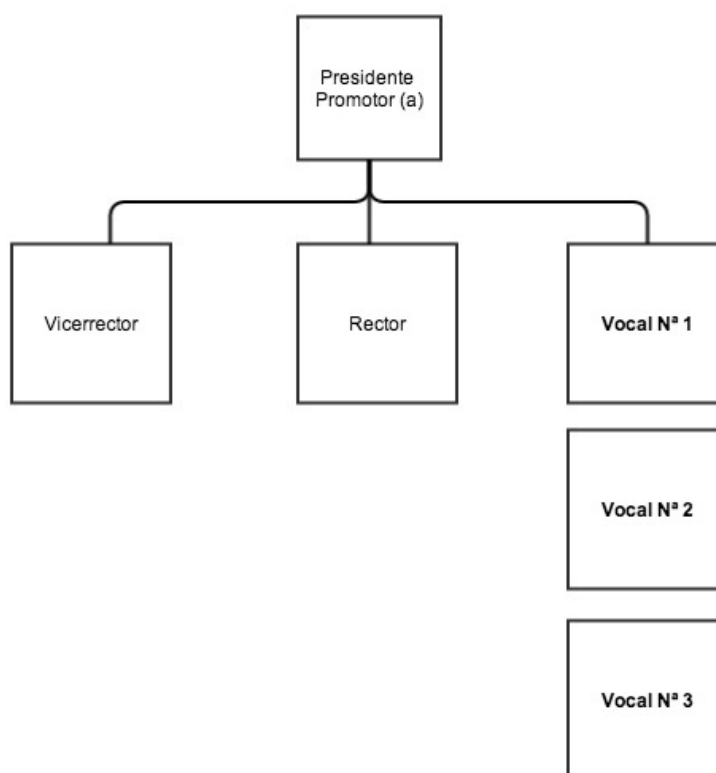 Presidente
Promotor (a)
Vicerrector
Rector
Vocal Nª 1
Vocal Nª 2
Vocal Nª 3